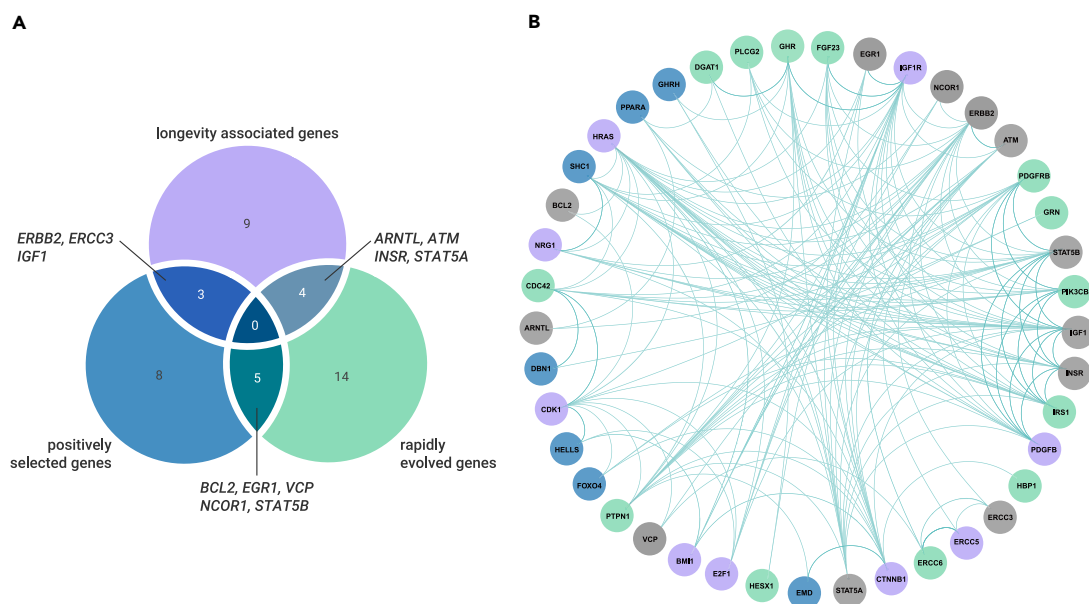 A
longevity associated genes
9
ERBB2, ERCC3
IGF1
ARNTL, ATM
INSR, STAT5A
3
4
0
8
5
14
positively
selected genes
rapidly
evolved genes
BCL2, EGR1, VCP
NCOR1, STAT5B
B
EGR1
IGF1R
NCOR1
ERBB2
ATM
PDGFRB
GRN
STAT5B
PIK3CB
IGF1
INSR
IRS1
PDGFB
HBP1
ERCC3
ERCC5
ERCC6
CTNNB1
STAT5A
EMD
HESX1
E2F1
BMI1
VCP
PTPN1
FOXO4
HELLS
CDK1
DBN1
ARNTL
CDC42
NRG1
BCL2
SHC1
HRAS
PPARA
GHRH
DGAT1
PLCG2
GHR
FGF23